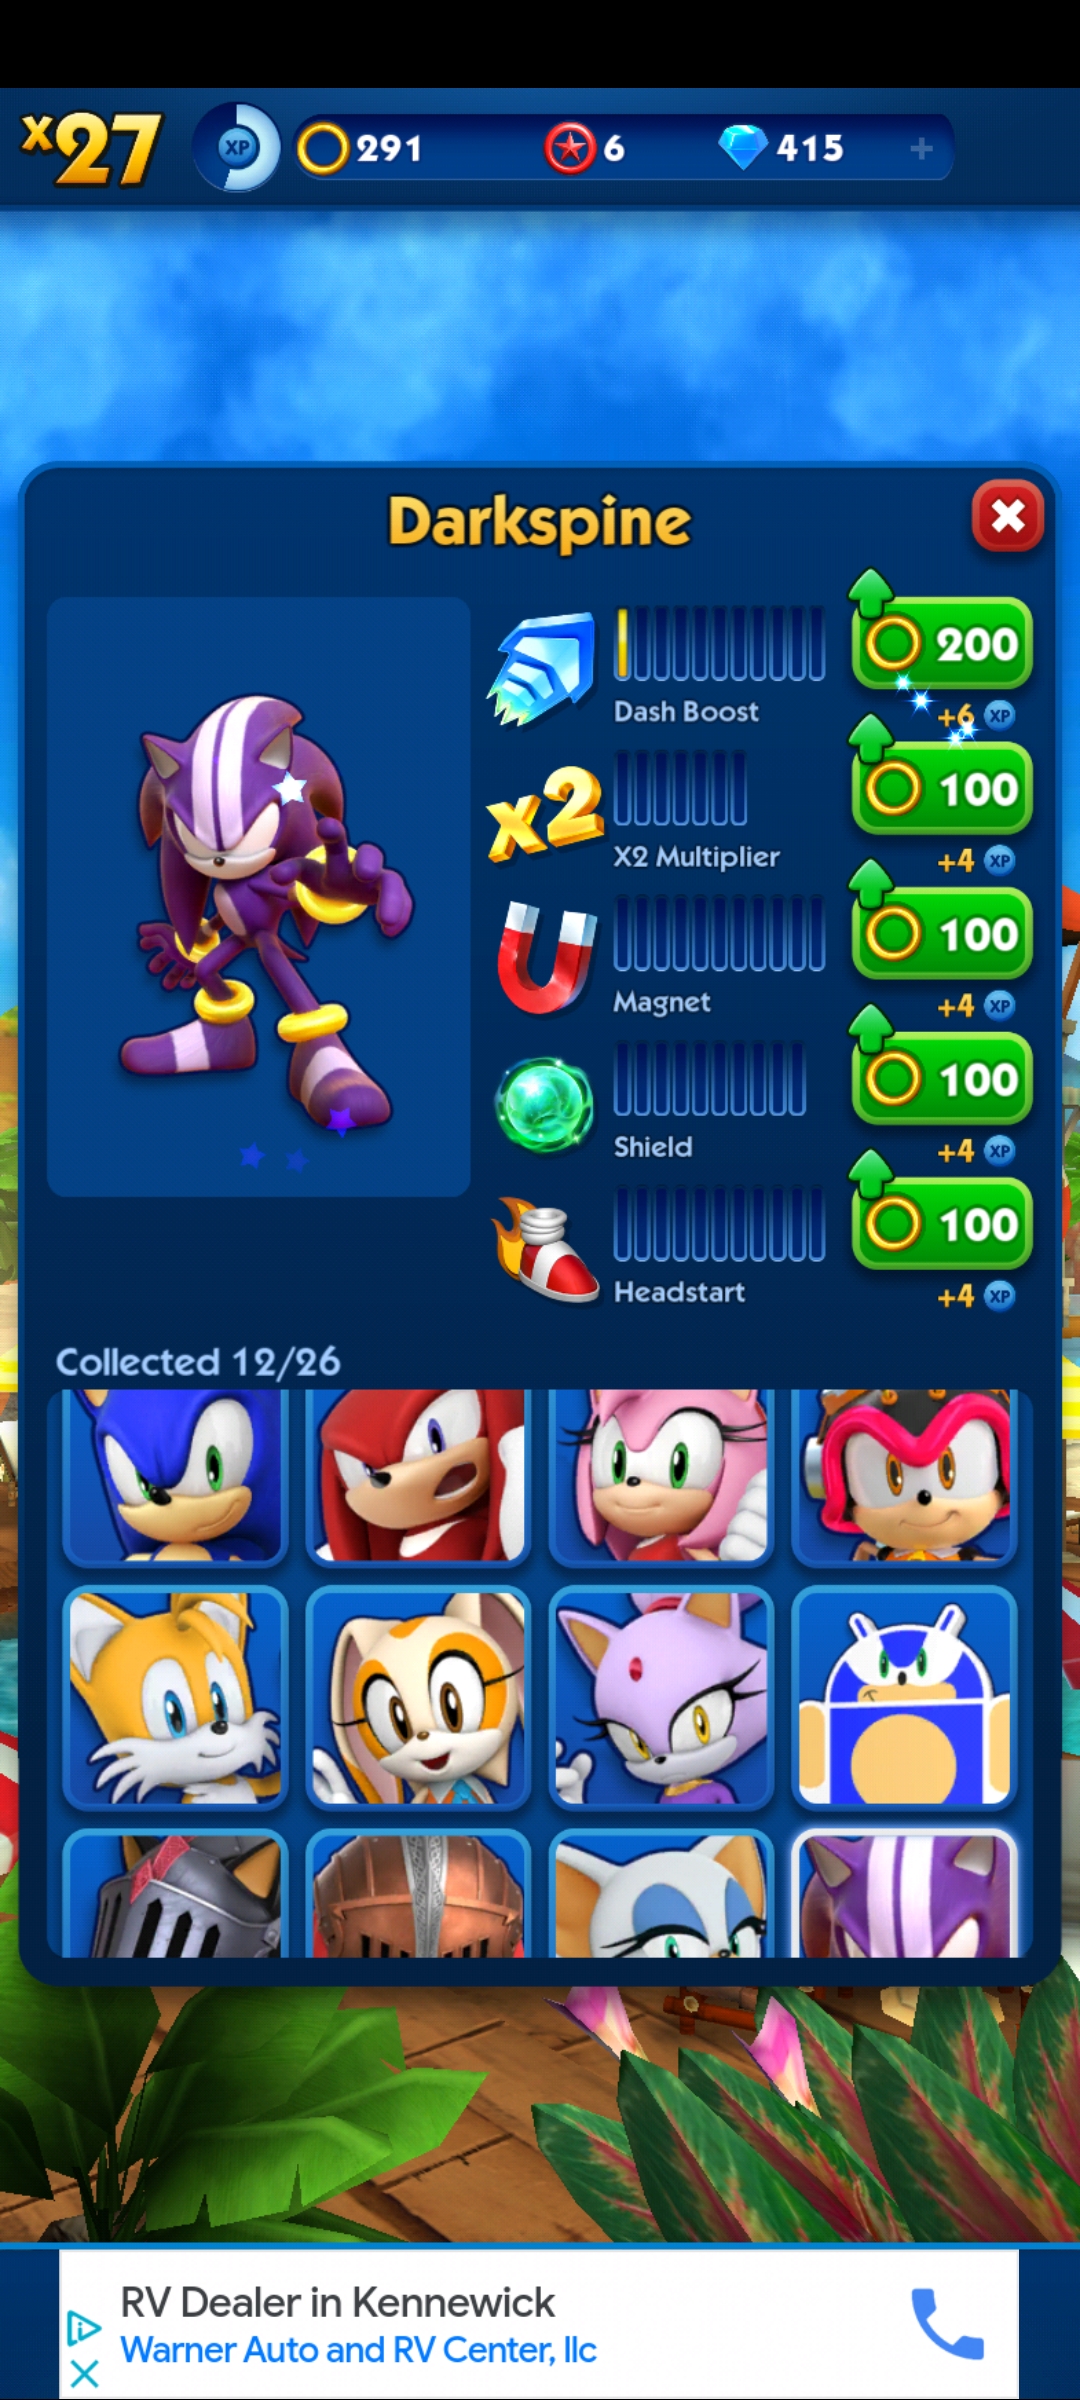 x27 XP 291 6 415 +
Darkspine
200
Dash Boost +6 XP
x2 100
X2 Multiplier +4 XP
100
Magnet +4 XP
100
Shield +4 XP
100
Headstart +4 XP
Collected 12/26
RV Dealer in Kennewick
Warner Auto and RV Center, llc